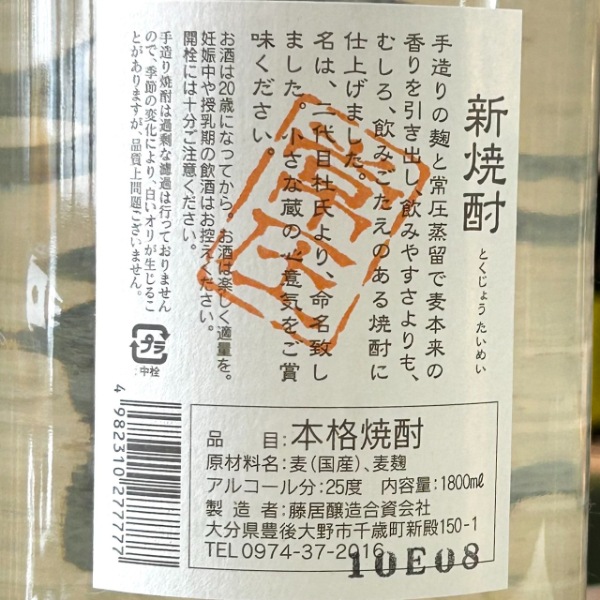 新焼酎
とくじょう たいめい
手造りの麹と常圧蒸留で麦本来の
香りを引き出し、飲みやすさよりも、
むしろ、飲みごたえのある焼酎に
仕上げました。
名は、二代目杜氏より、命名致し
ました。小さな蔵の心意気をご賞
味ください。
お酒は20歳になってから。お酒は楽しく適量を。
妊娠中や授乳期の飲酒はお控えください。
開栓には十分ご注意ください。
手造り焼酎は過剰な濾過は行っておりません
ので、季節の変化により、白いオリが生じるこ
とがありますが、品質上問題ございません。
プラ
:中栓
4 982310 277777
品 目:本格焼酎
原材料名:麦(国産)、麦麹
アルコール分:25度 内容量:1800㎖
製 造 者:藤居醸造合資会社
大分県豊後大野市千歳町新殿150-1
TEL 0974-37-2016
10E08